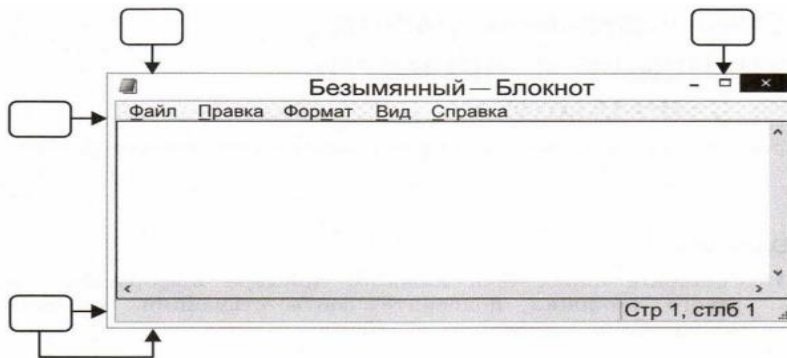 Безымянный — Блокнот
Файл Правка Формат Вид Справка
Стр 1, стлб 1